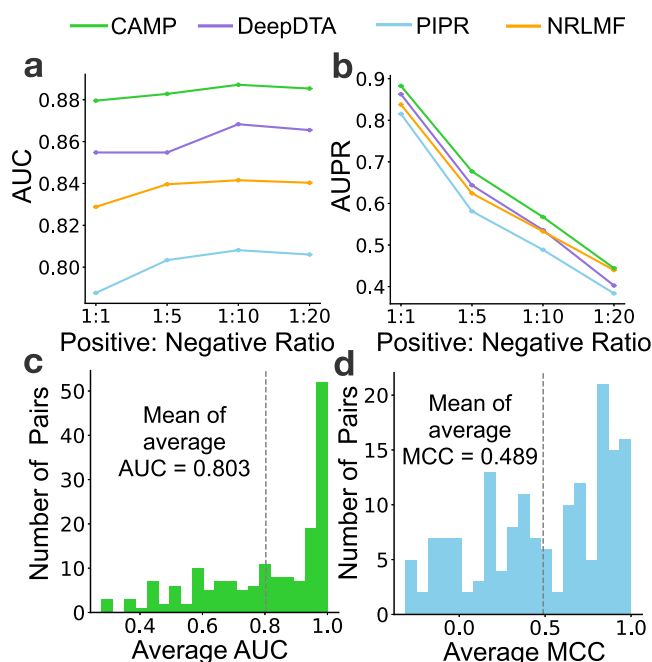 CAMP DeepDTA PIPR NRLMF
a
0.88
0.86
0.84
0.82
0.80
AUC
1:1 1:5 1:10 1:20
Positive: Negative Ratio
b
0.9
0.8
0.7
0.6
0.5
0.4
AUPR
1:1 1:5 1:10 1:20
Positive: Negative Ratio
c
50
40
30
20
10
0
Number of Pairs
Mean of
average
AUC = 0.803
0.4 0.6 0.8 1.0
Average AUC
d
20
15
10
5
0
Number of Pairs
Mean of
average
MCC = 0.489
0.0 0.5 1.0
Average MCC